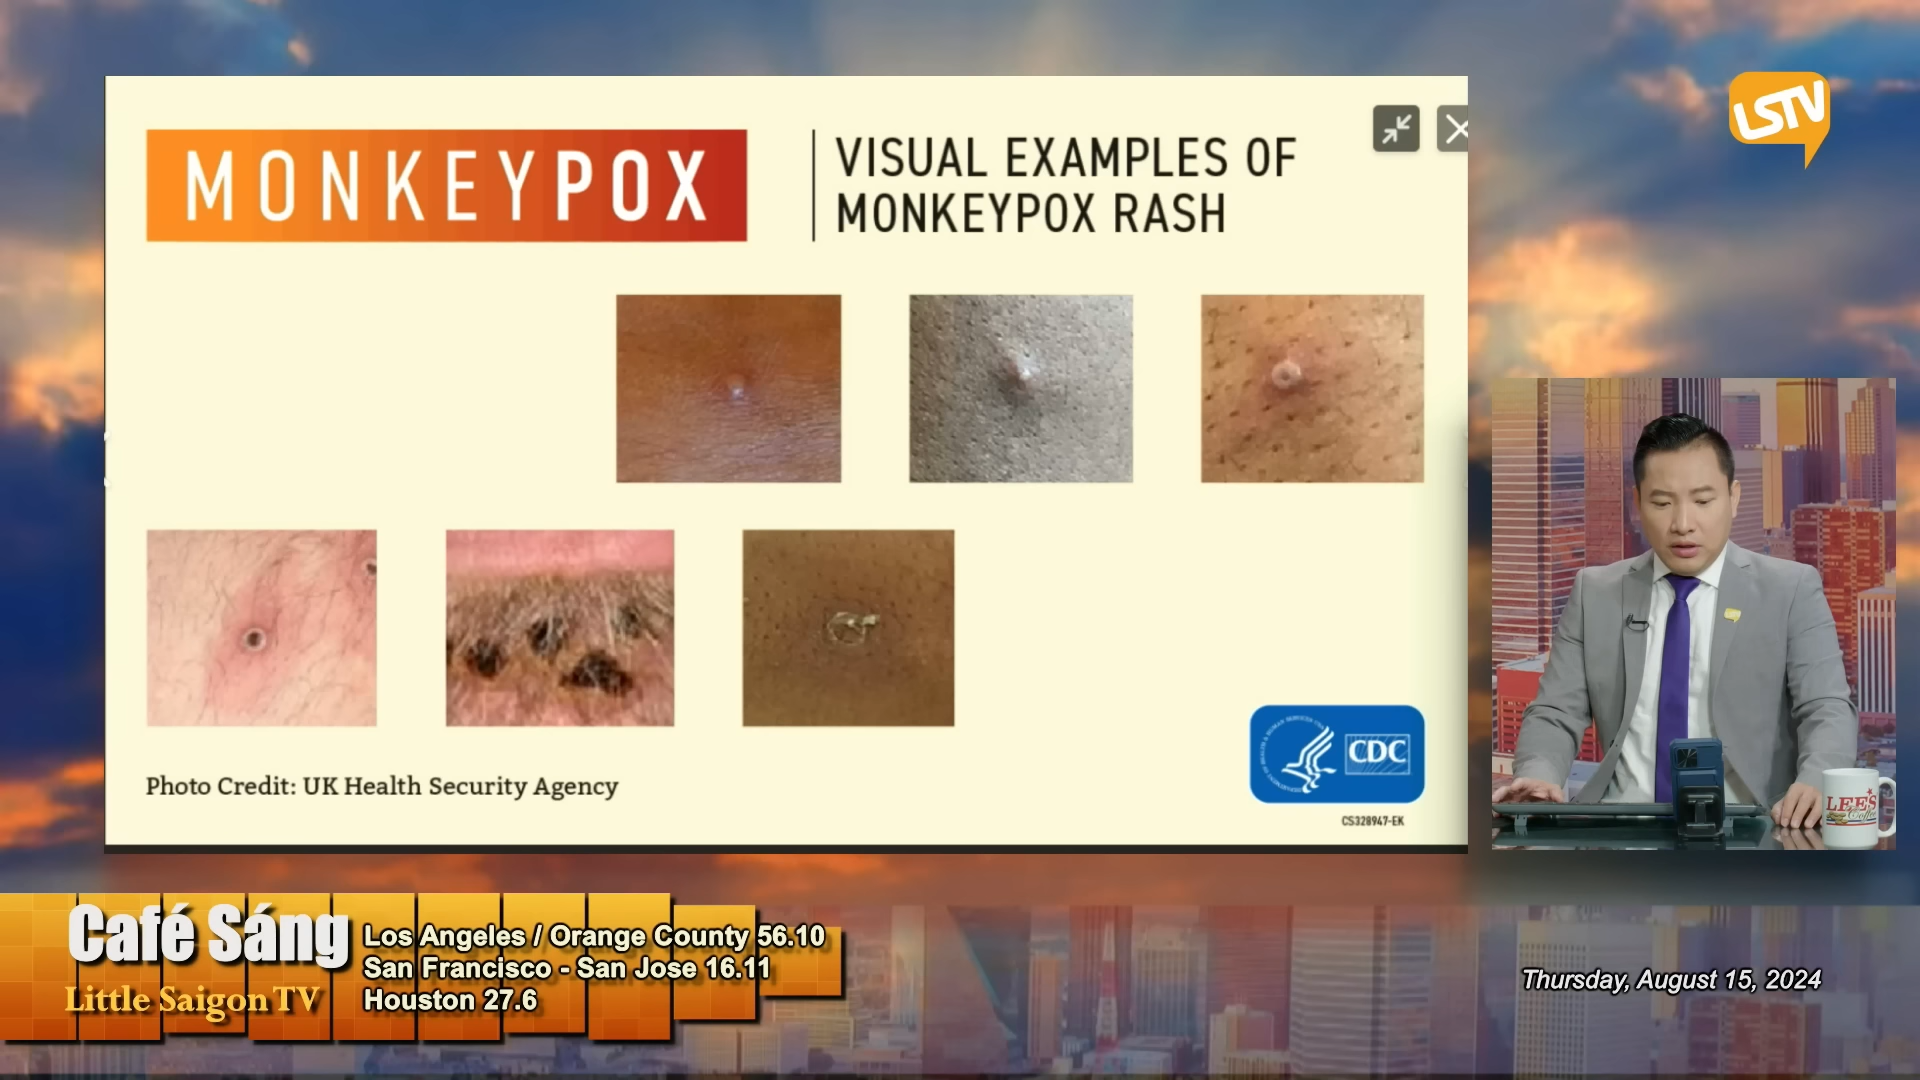 LSTV
MONKEYPOX
VISUAL EXAMPLES OF
MONKEYPOX RASH
Photo Credit: UK Health Security Agency
CDC
CS328947-EK
LEE'S
Coffee
Café Sáng
Little Saigon TV
Los Angeles / Orange County 56.10
San Francisco - San Jose 16.11
Houston 27.6
Thursday, August 15, 2024